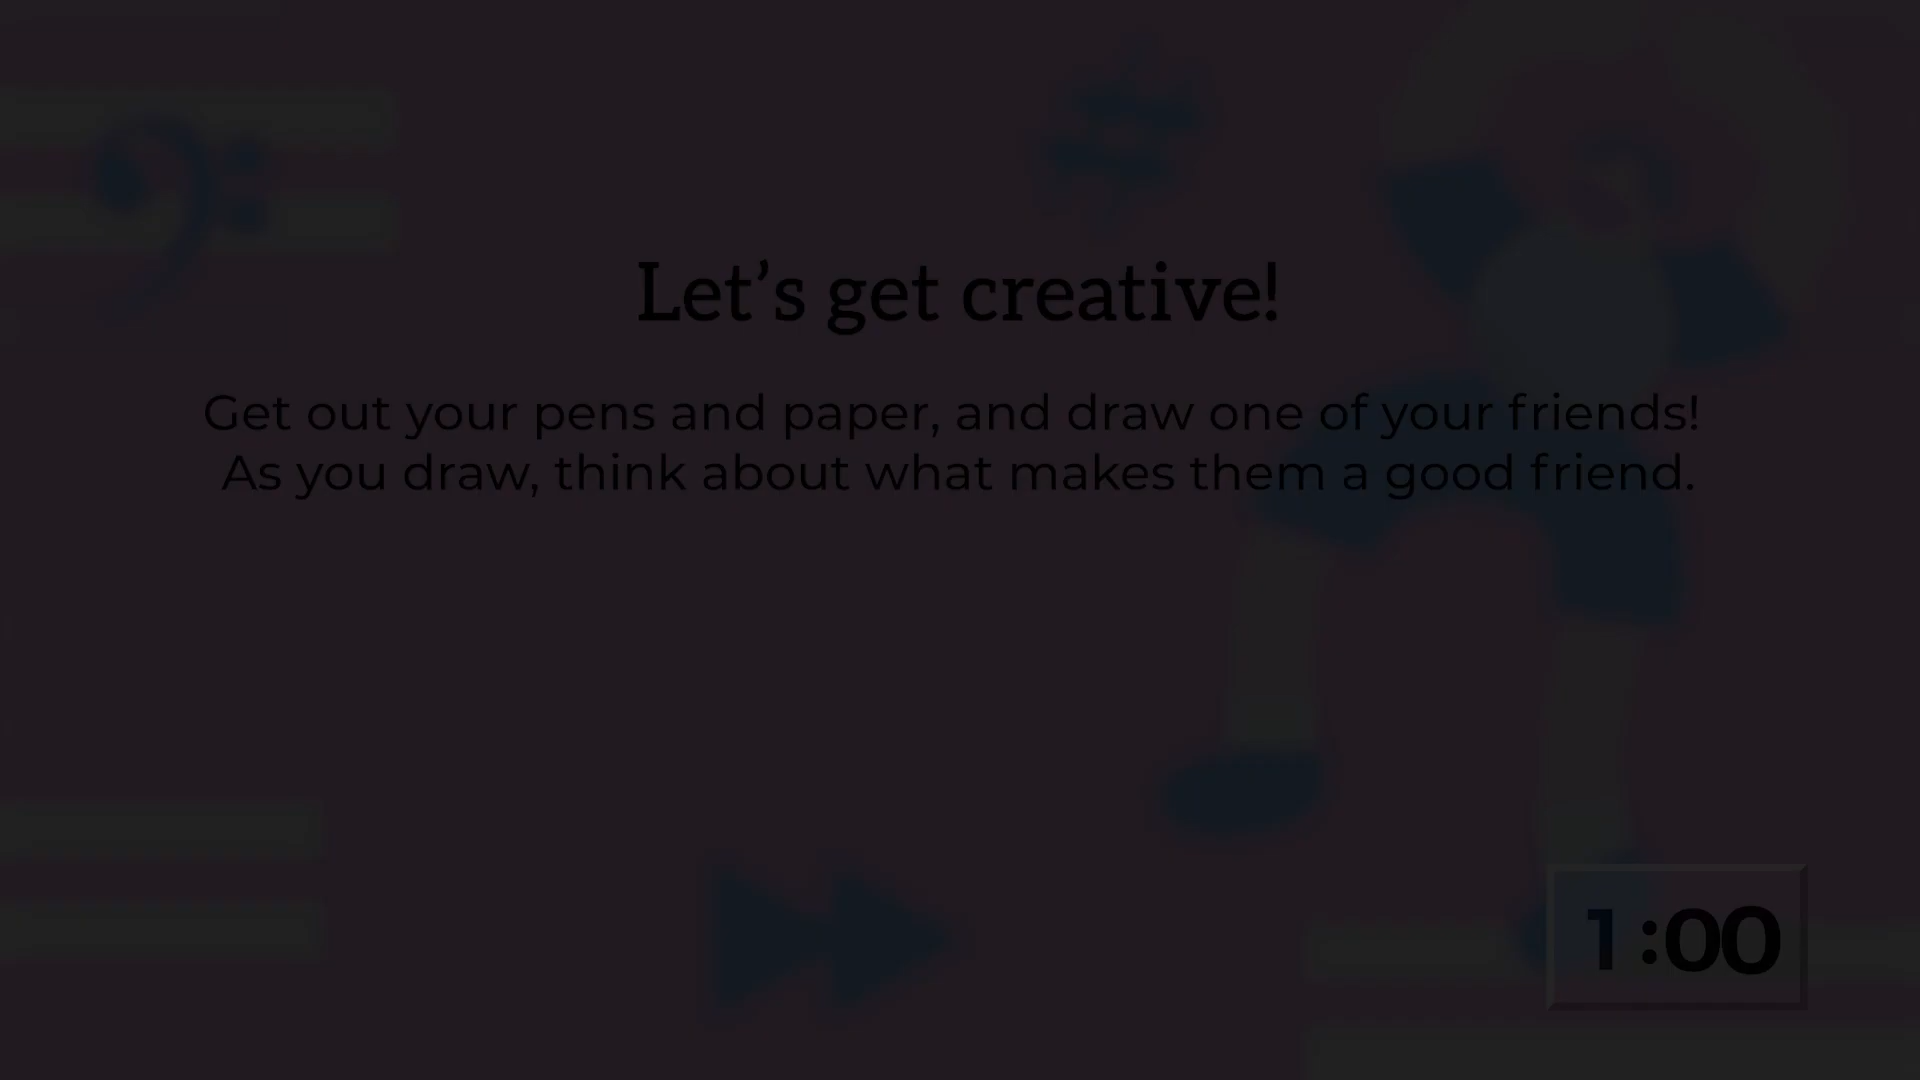 Let’s get creative!
Get out your pens and paper, and draw one of your friends!
As you draw, think about what makes them a good friend.
1:00